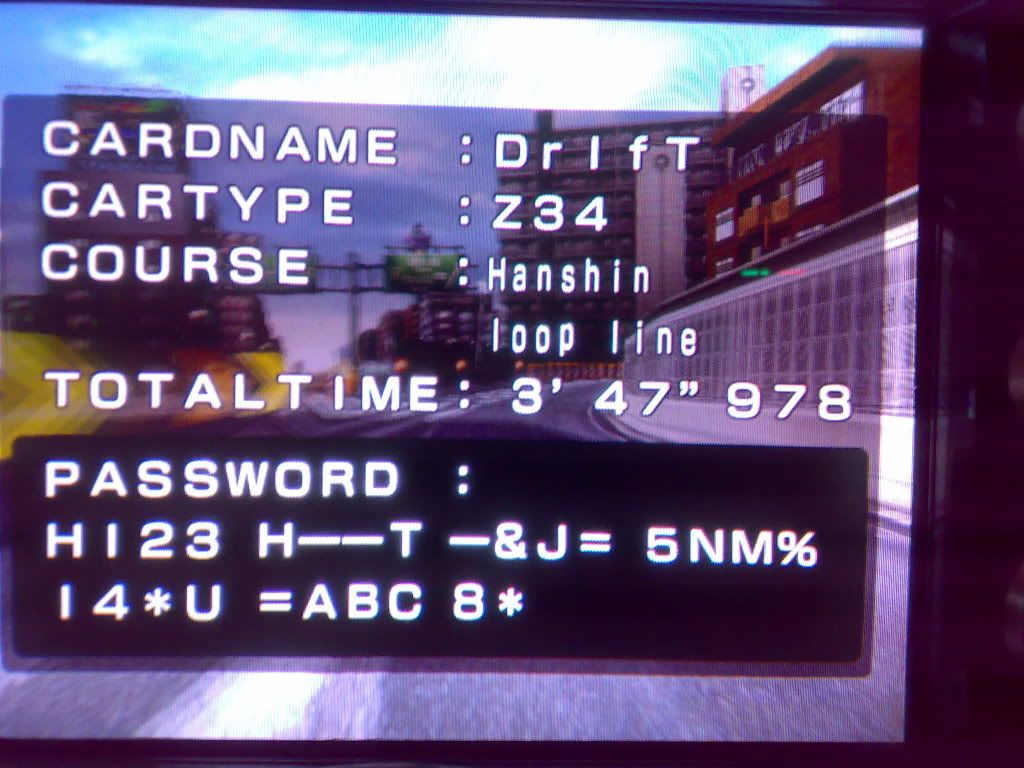 CARDNAME : DrIfT
CARTYPE : Z34
COURSE : Hanshin
loop line
TOTALTIME : 3' 47" 978
PASSWORD :
HI23 H——T —&J= 5NM%
I4*U =ABC 8*